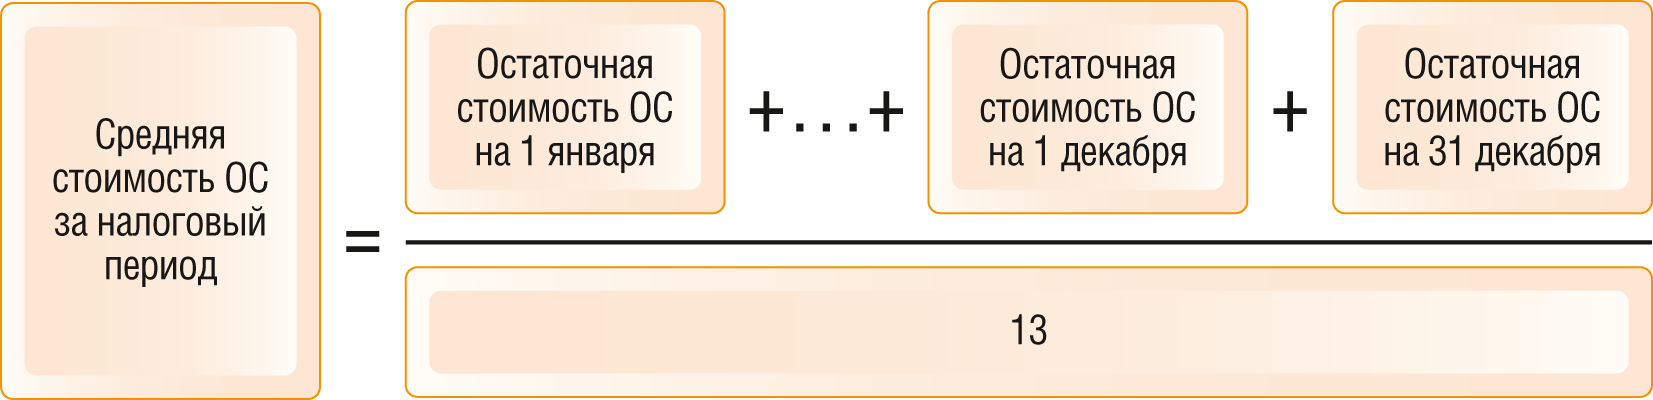 Средняя
стоимость ОС
за налоговый
период
=
Остаточная
стоимость ОС
на 1 января
+...+
Остаточная
стоимость ОС
на 1 декабря
+
Остаточная
стоимость ОС
на 31 декабря
13